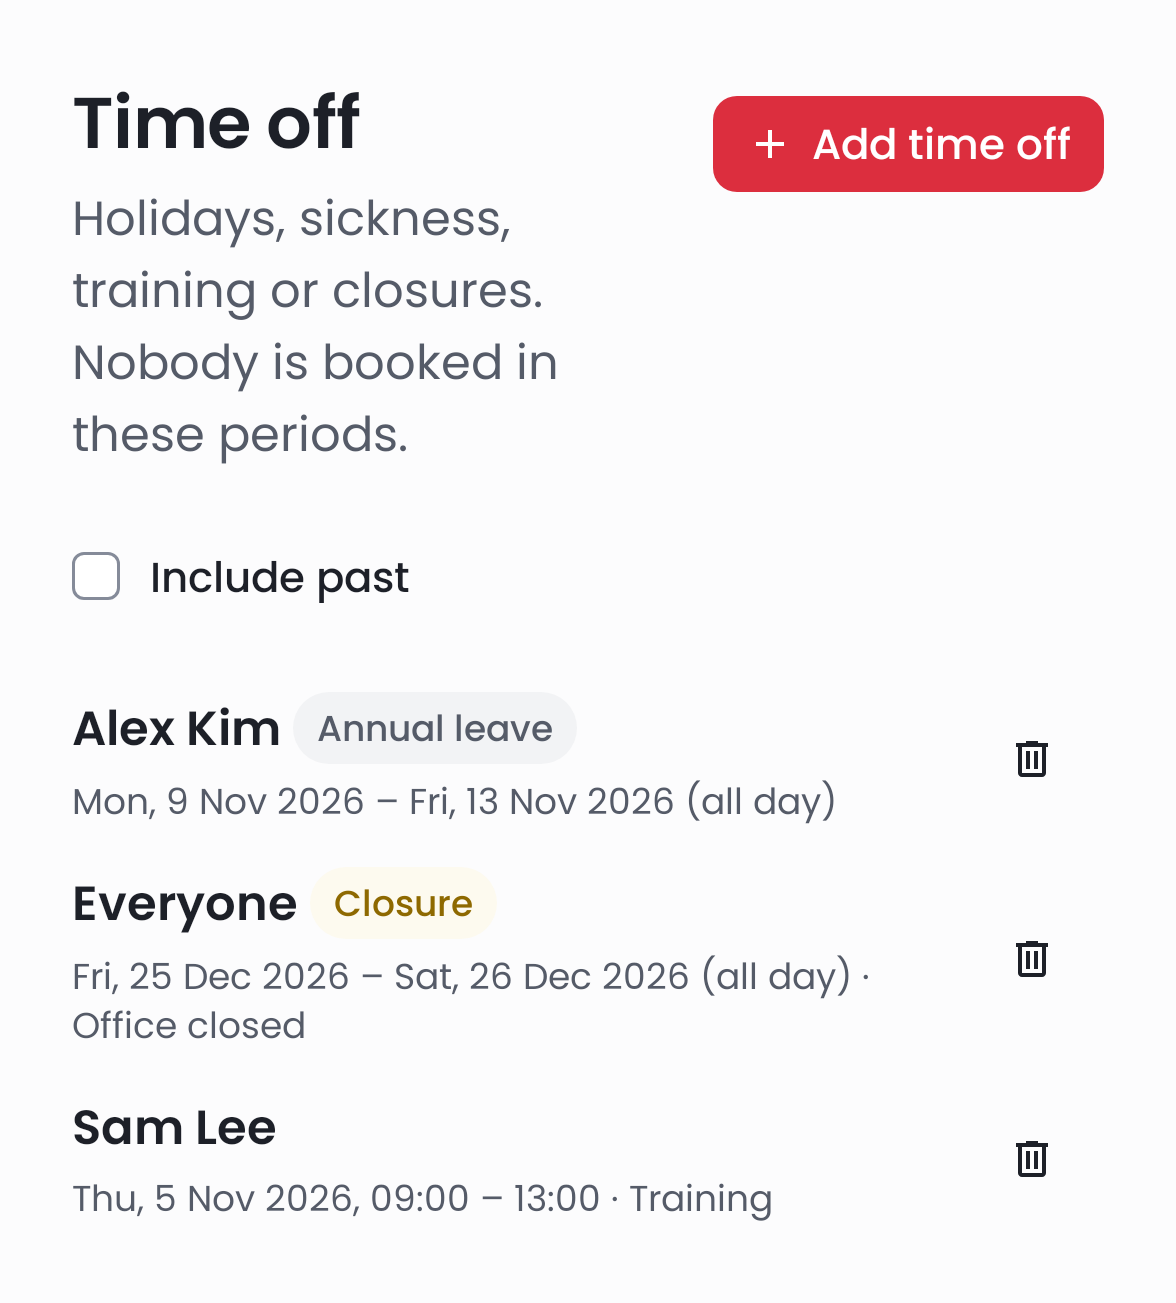 Time off
+ Add time off
Holidays, sickness,
training or closures.
Nobody is booked in
these periods.
Include past
Alex Kim Annual leave
Mon, 9 Nov 2026 – Fri, 13 Nov 2026 (all day)
Everyone Closure
Fri, 25 Dec 2026 – Sat, 26 Dec 2026 (all day) ·
Office closed
Sam Lee
Thu, 5 Nov 2026, 09:00 – 13:00 · Training